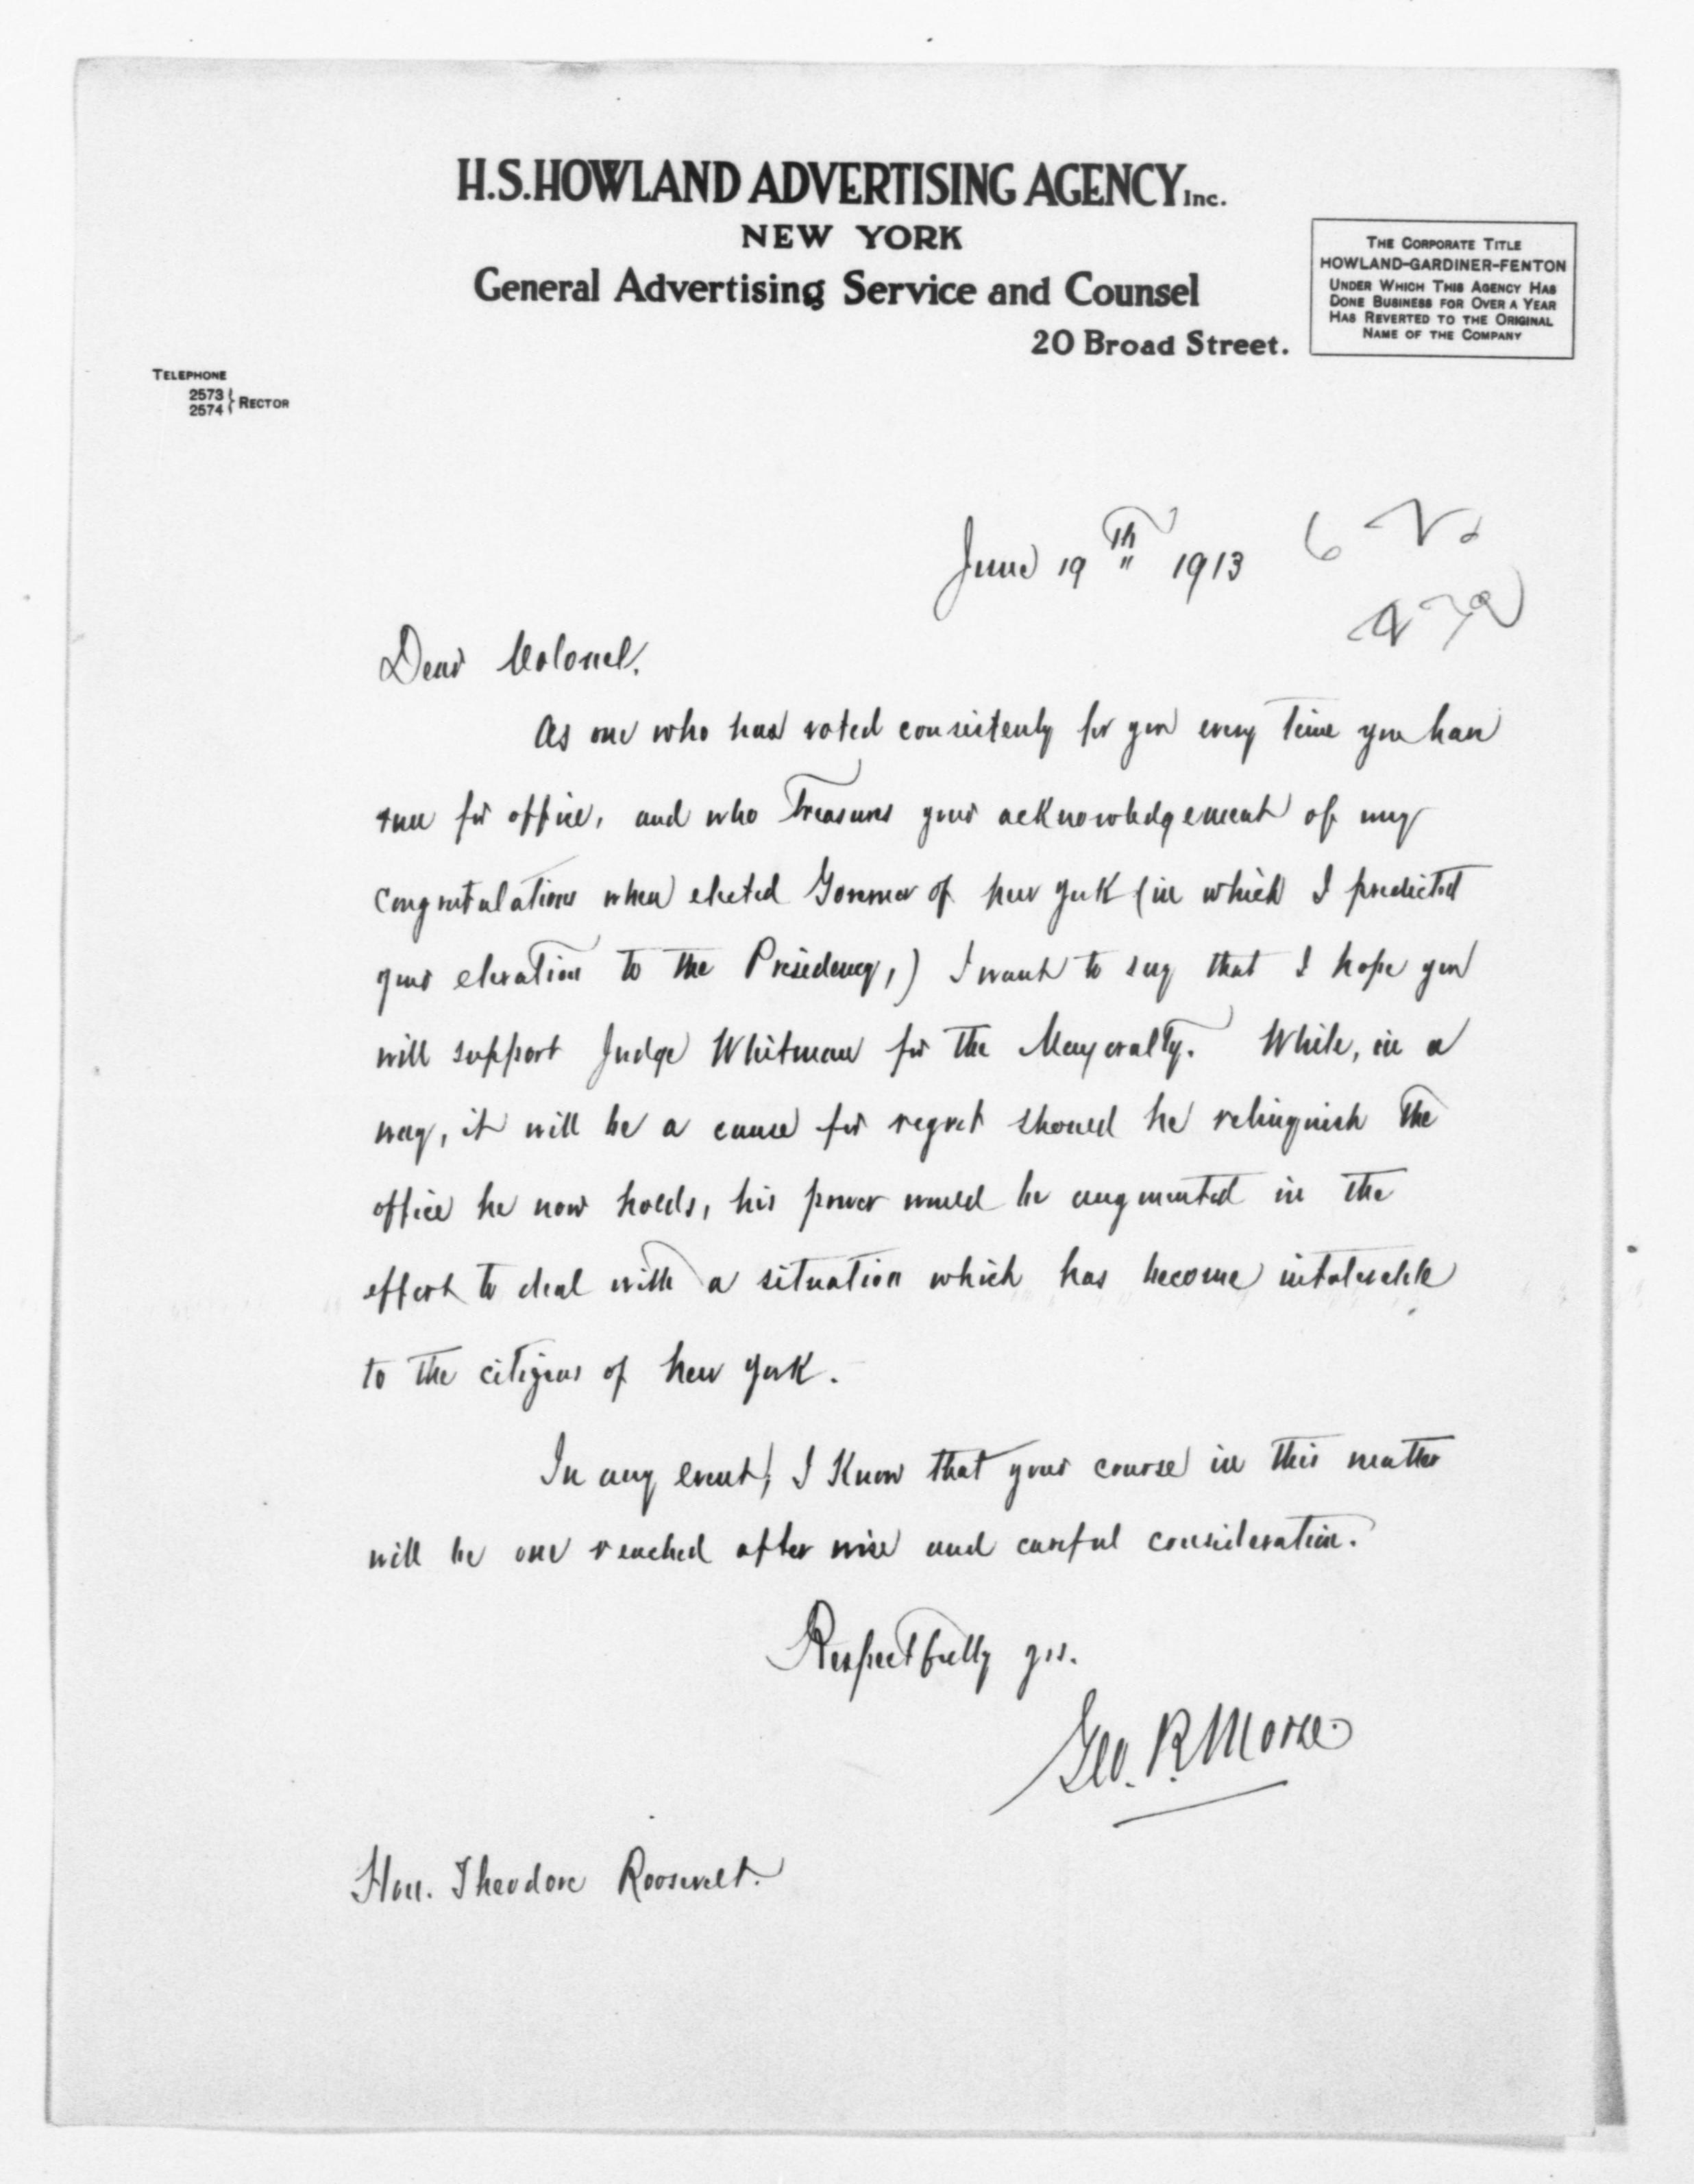 H.S.HOWLAND ADVERTISING AGENCY Inc.
NEW YORK
General Advertising Service and Counsel
20 Broad Street.
THE CORPORATE TITLE
HOWLAND-GARDINER-FENTON
UNDER WHICH THIS AGENCY HAS
DONE BUSINESS FOR OVER A YEAR
HAS REVERTED TO THE ORIGINAL
NAME OF THE COMPANY
TELEPHONE
2573
2574 } RECTOR
June 19th 1913
Dear Colonel.
As one who has voted consistenly for you every time you have
run for office, and who treasures your acknowledgement of my
congratulations when elected Governor of New York (in which I predicted
your elevation to the Presidency,) I want to say that I hope you
will support Judge Whitman for the Mayoralty. While, in a
way, it will be a cause for regret should he relinquish the
office he now holds, his power would be augmented in the
effort to deal with a situation which has become intolerable
to the citizens of New York.
In any event, I know that your course in this matter
will be one reached after wise and careful consideration.
Respectfully yrs.
Geo. R. Morse.
Hon. Theodore Roosevelt.